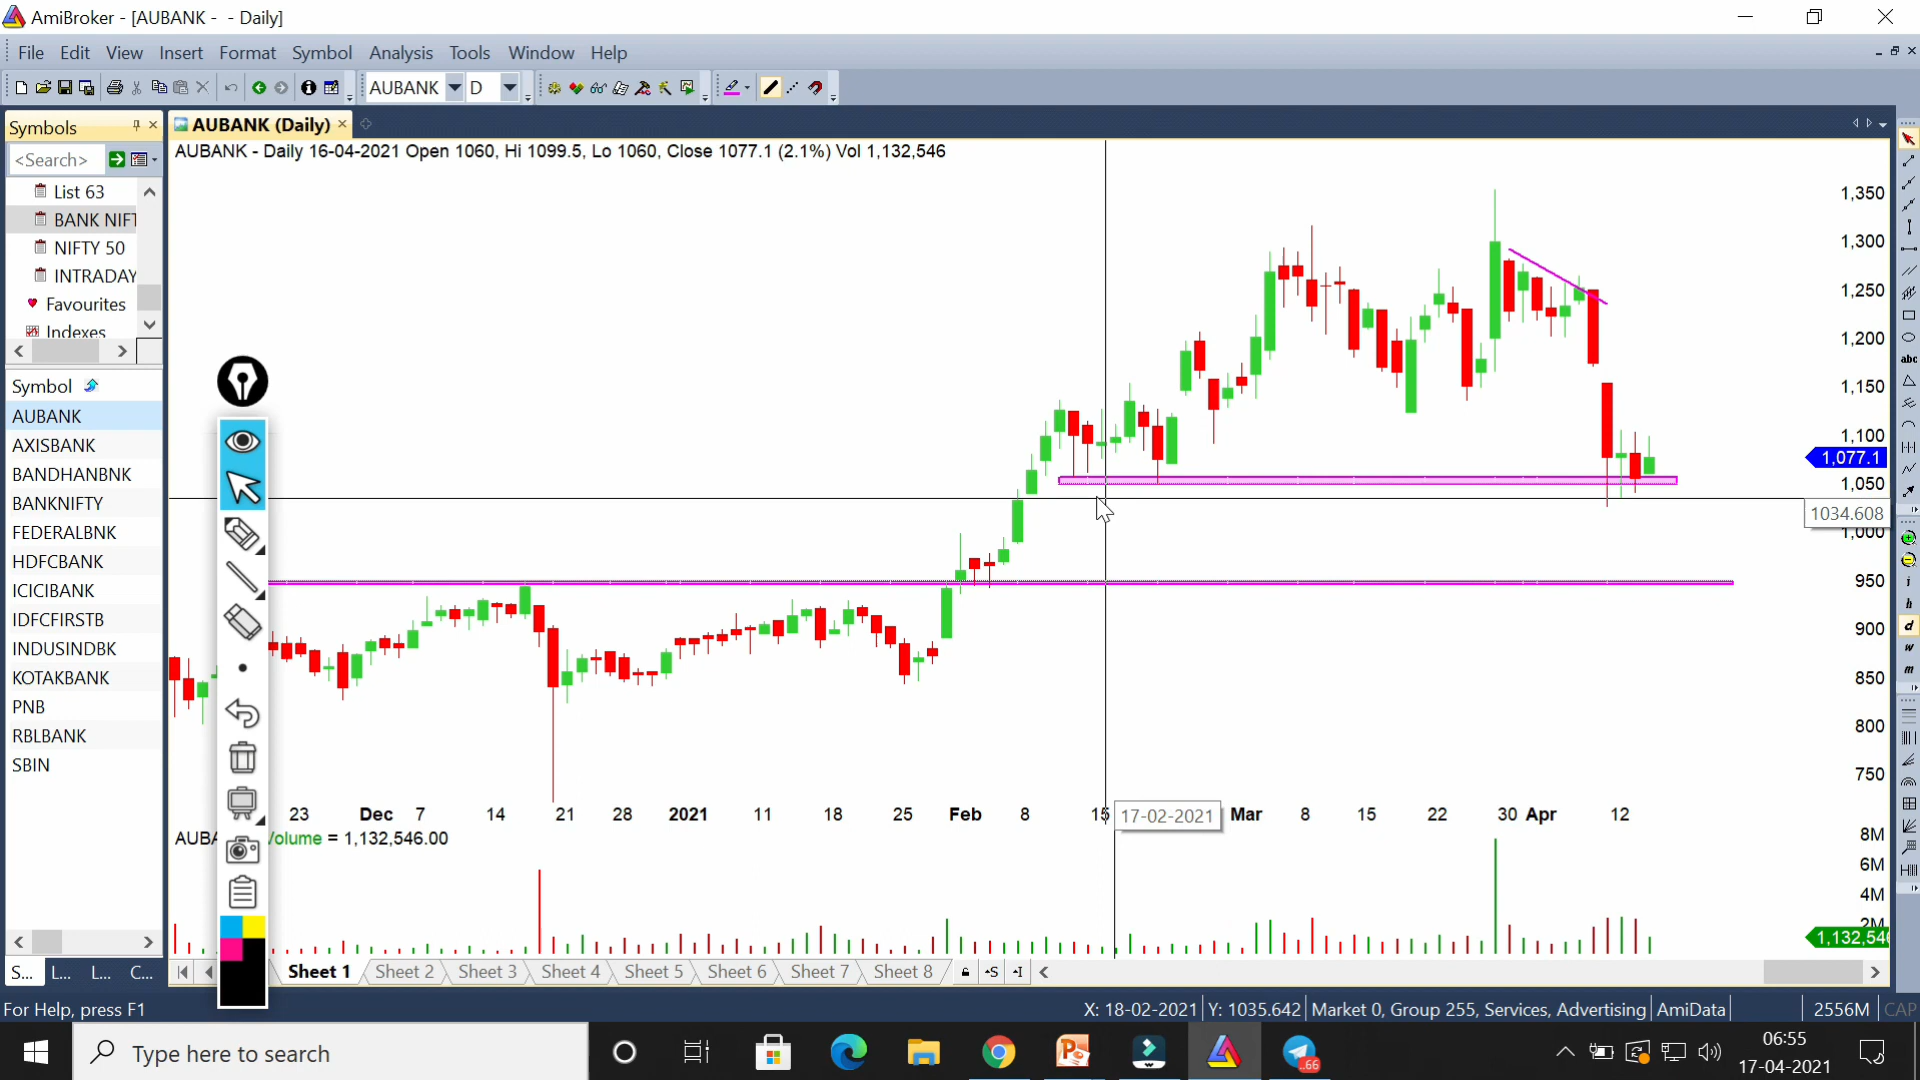 AmiBroker - [AUBANK - - Daily]
File Edit View Insert Format Symbol Analysis Tools Window Help
AUBANK D
Symbols
AUBANK (Daily)
<Search>
AUBANK - Daily 16-04-2021 Open 1060, Hi 1099.5, Lo 1060, Close 1077.1 (2.1%) Vol 1,132,546
List 63
BANK NIFT
NIFTY 50
INTRADAY
Favourites
Indexes
Symbol
AUBANK
AXISBANK
BANDHANBNK
BANKNIFTY
FEDERALBNK
HDFCBANK
ICICIBANK
IDFCFIRSTB
INDUSINDBK
KOTAKBANK
PNB
RBLBANK
SBIN
1,350
1,300
1,250
1,200
1,150
1,100
1,077.1
1,050
1034.608
1,000
950
900
850
800
750
23 Dec 7 14 21 28 2021 11 18 25 Feb 8 15 17-02-2021 Mar 8 15 22 30 Apr 12
AUBA Volume = 1,132,546.00
8M
6M
4M
2M
1,132,546
abc
i
h
d
w
m
S... L... L... C...
Sheet 1 Sheet 2 Sheet 3 Sheet 4 Sheet 5 Sheet 6 Sheet 7 Sheet 8
For Help, press F1
X: 18-02-2021 Y: 1035.642 Market 0, Group 255, Services, Advertising AmiData 2556M CAP
Type here to search
66
06:55
17-04-2021